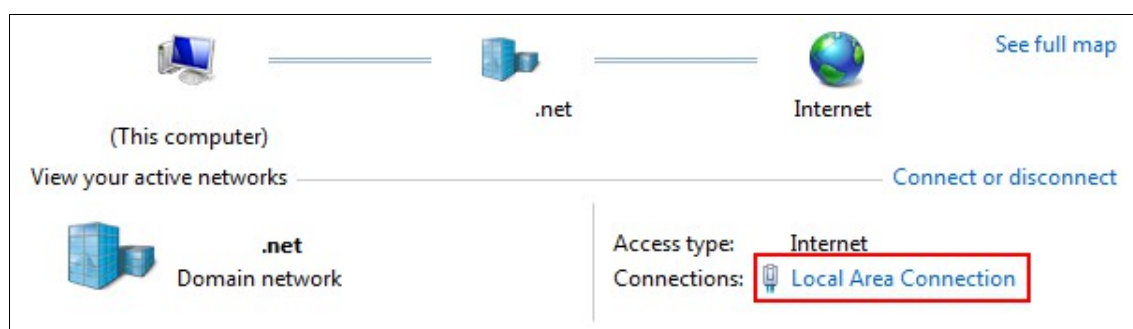 See full map
.net
Internet
(This computer)
View your active networks
Connect or disconnect
.net
Domain network
Access type: Internet
Connections: Local Area Connection